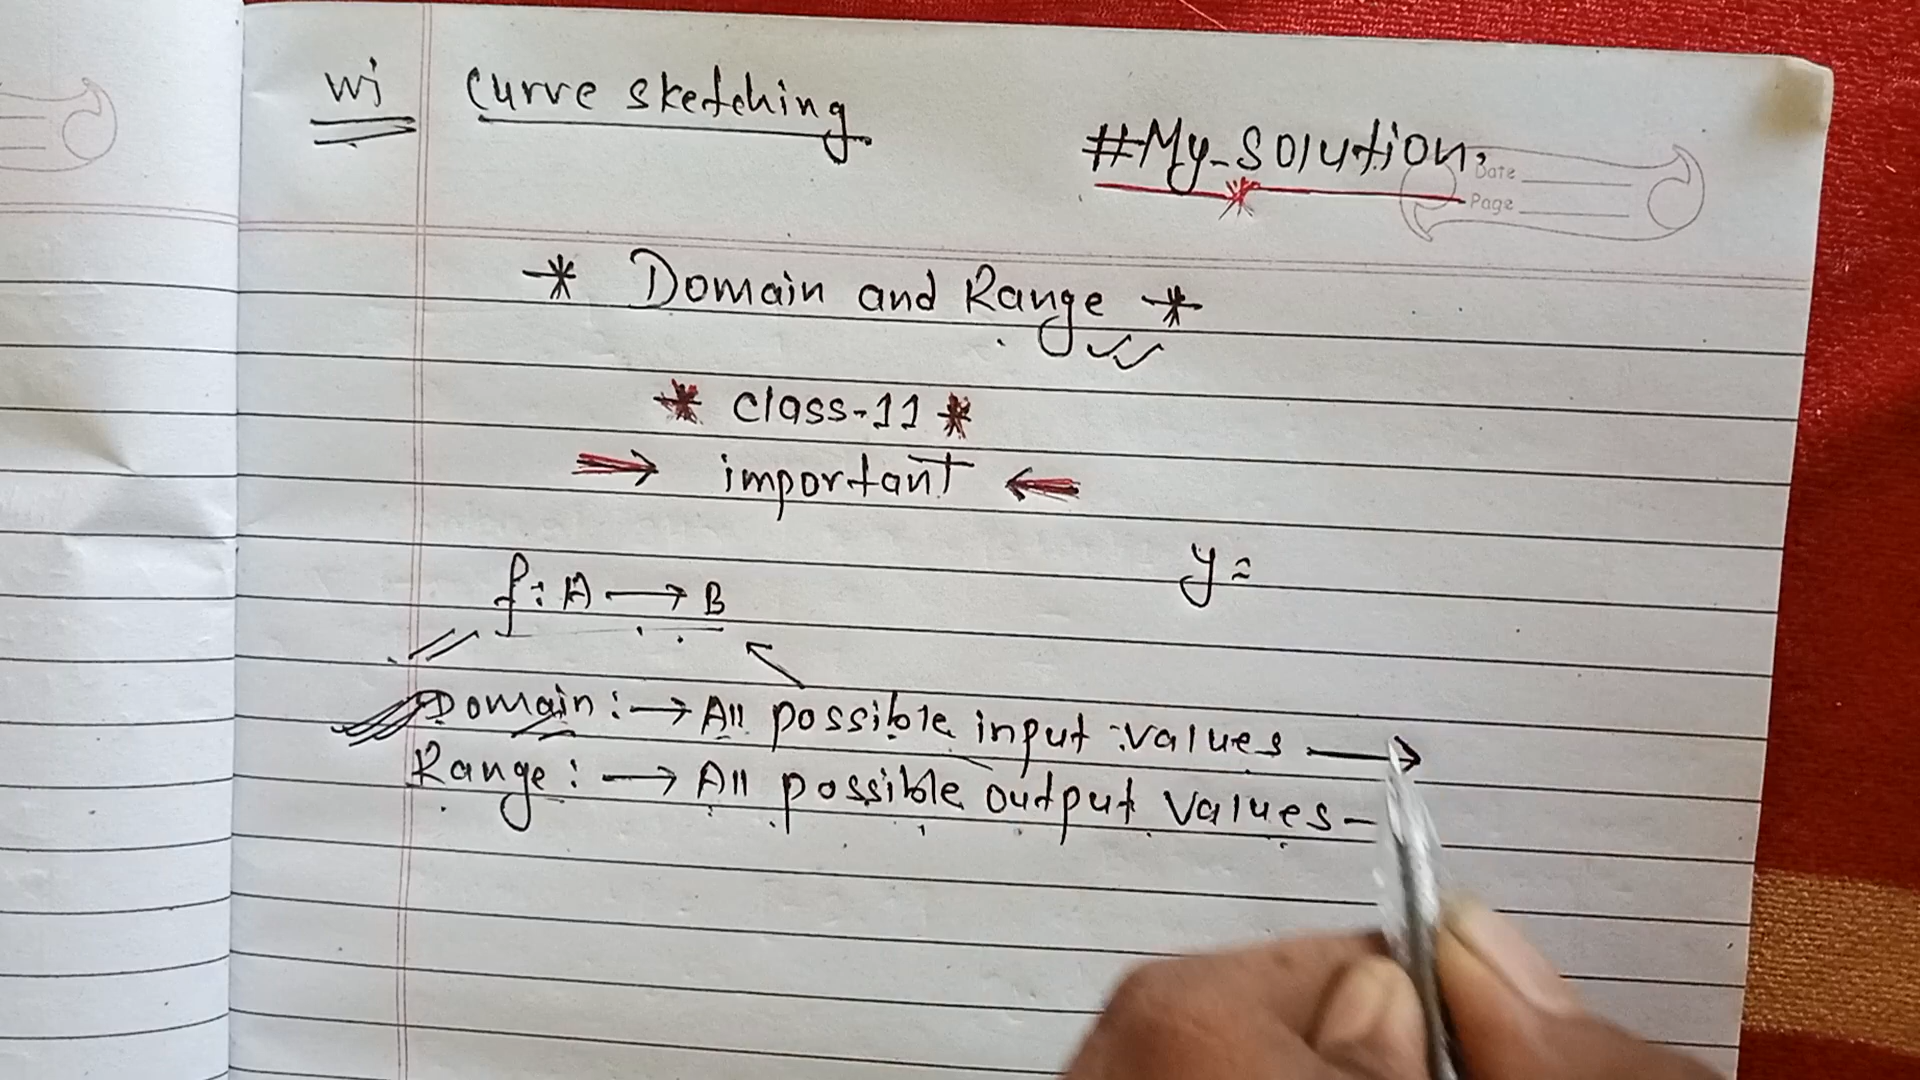 wi curve sketching
#My-solution.
Date
Page
* Domain and Range *
* class-11 *
→ important ←
y=
f: A → B
Domain: → All possible input values →
Range: → All possible output values -